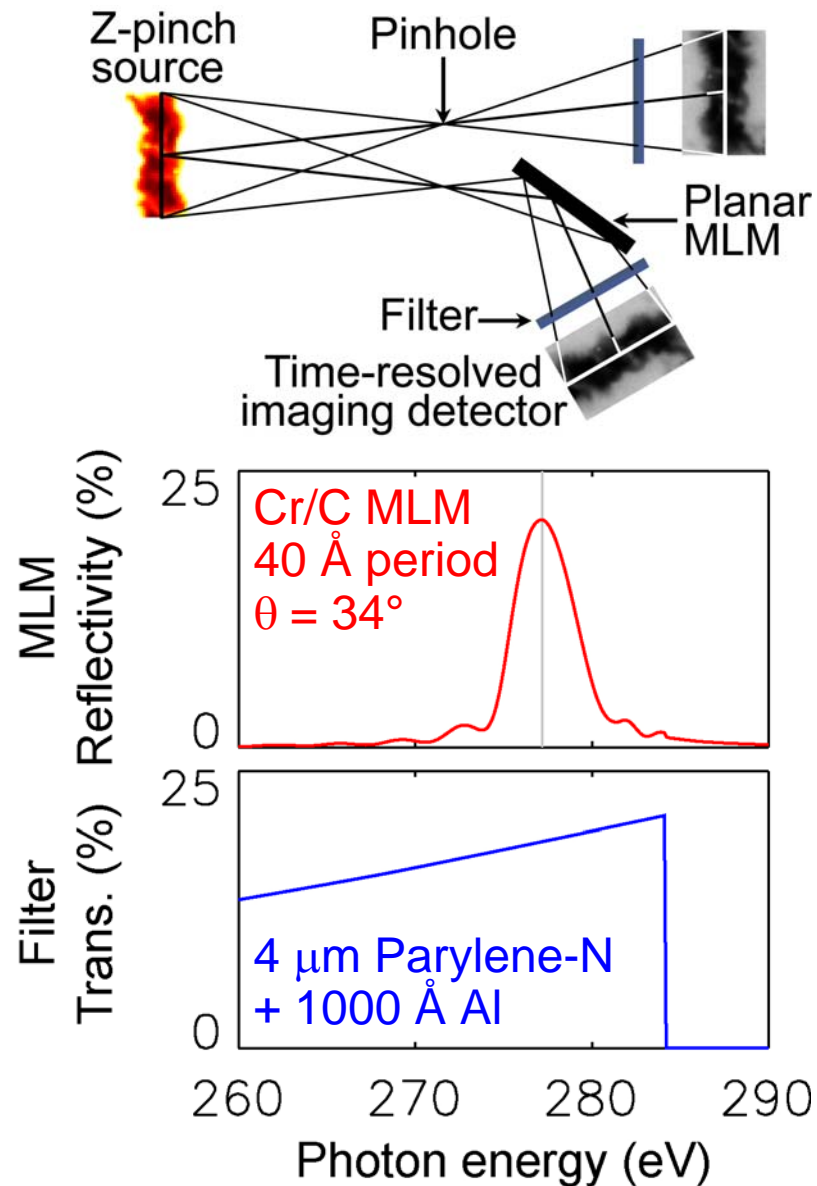 Z-pinch
source
Pinhole
Planar
MLM
Filter
Time-resolved
imaging detector
MLM
Reflectivity (%)
25
0
Cr/C MLM
40 Å period
θ = 34°
Filter
Trans. (%)
25
0
4 μm Parylene-N
+ 1000 Å Al
260 270 280 290
Photon energy (eV)